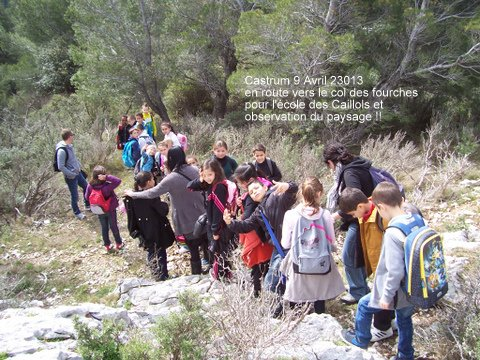 Castrum 9 Avril 23013
en route vers le col des fourches
pour l'école des Caillols et
observation du paysage !!